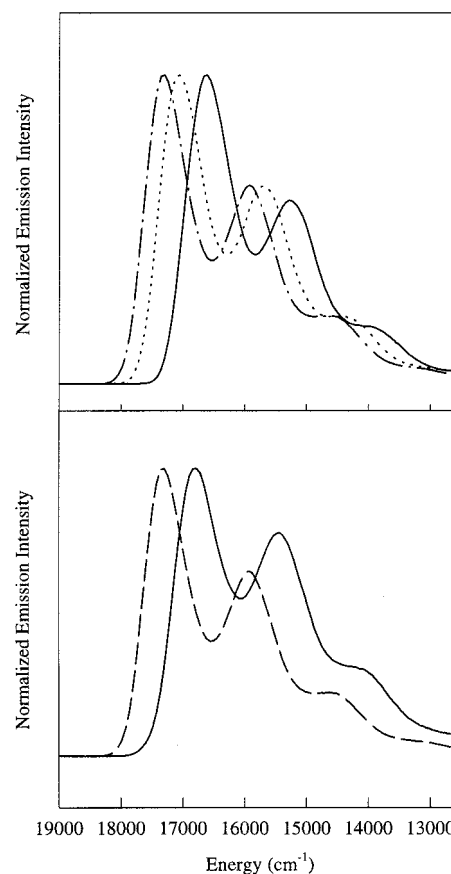 Normalized Emission Intensity
Normalized Emission Intensity
19000 18000 17000 16000 15000 14000 13000
Energy (cm⁻¹)